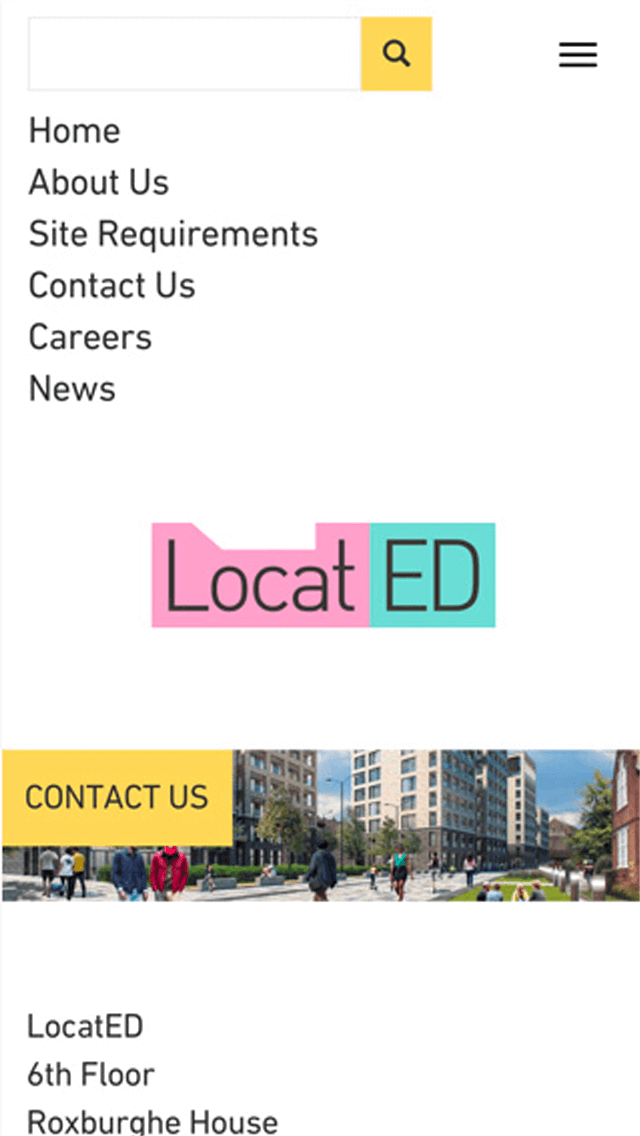 Home
About Us
Site Requirements
Contact Us
Careers
News
LocatED
CONTACT US
LocatED
6th Floor
Roxburghe House